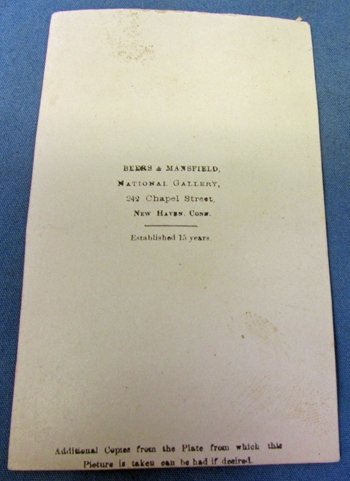 BEERS & MANSFIELD,
NATIONAL GALLERY,
242 Chapel Street,
NEW HAVEN, CONN.
Established 15 years.
Additional Copies from the Plate from which this
Picture is taken can be had if desired.